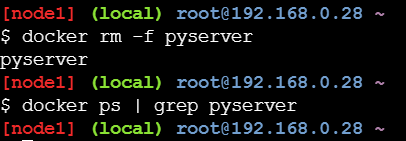 [node1] (local) root@192.168.0.28 ~
$ docker rm -f pyserver
pyserver
[node1] (local) root@192.168.0.28 ~
$ docker ps | grep pyserver
[node1] (local) root@192.168.0.28 ~